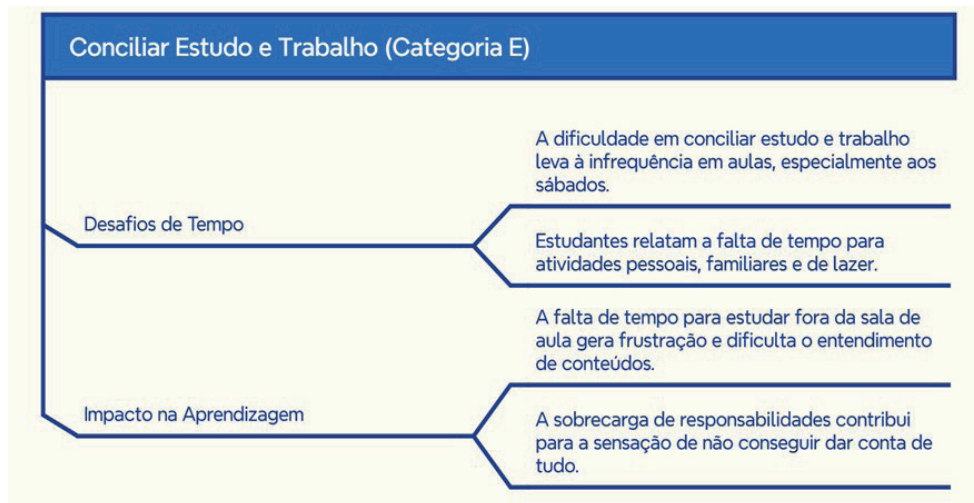 Conciliar Estudo e Trabalho (Categoria E)
Desafios de Tempo
A dificuldade em conciliar estudo e trabalho
leva à infrequência em aulas, especialmente aos
sábados.
Estudantes relatam a falta de tempo para
atividades pessoais, familiares e de lazer.
Impacto na Aprendizagem
A falta de tempo para estudar fora da sala de
aula gera frustração e dificulta o entendimento
de conteúdos.
A sobrecarga de responsabilidades contribui
para a sensação de não conseguir dar conta de
tudo.